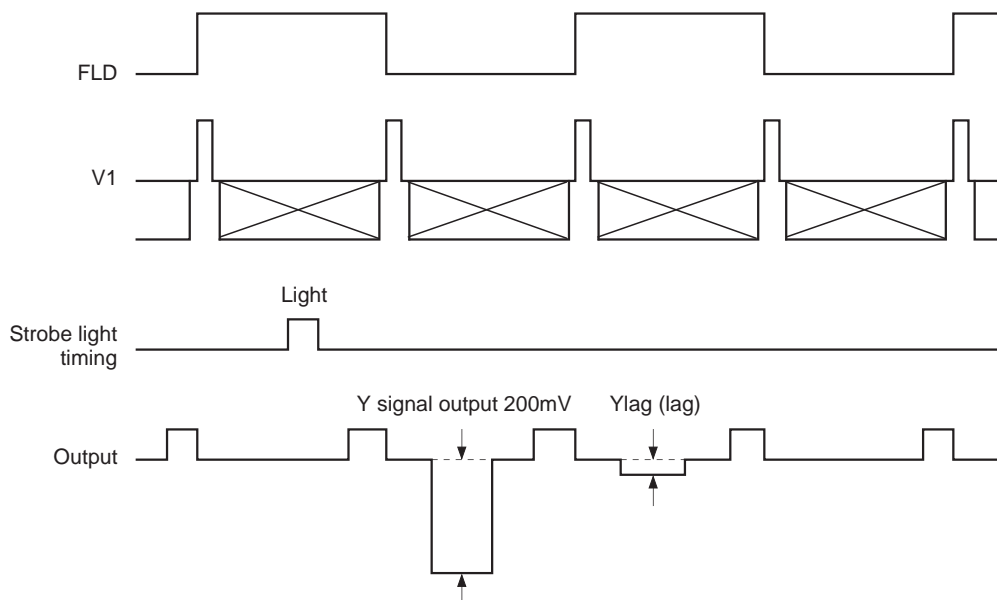 FLD
V1
Light
Strobe light
timing
Y signal output 200mV
Ylag (lag)
Output